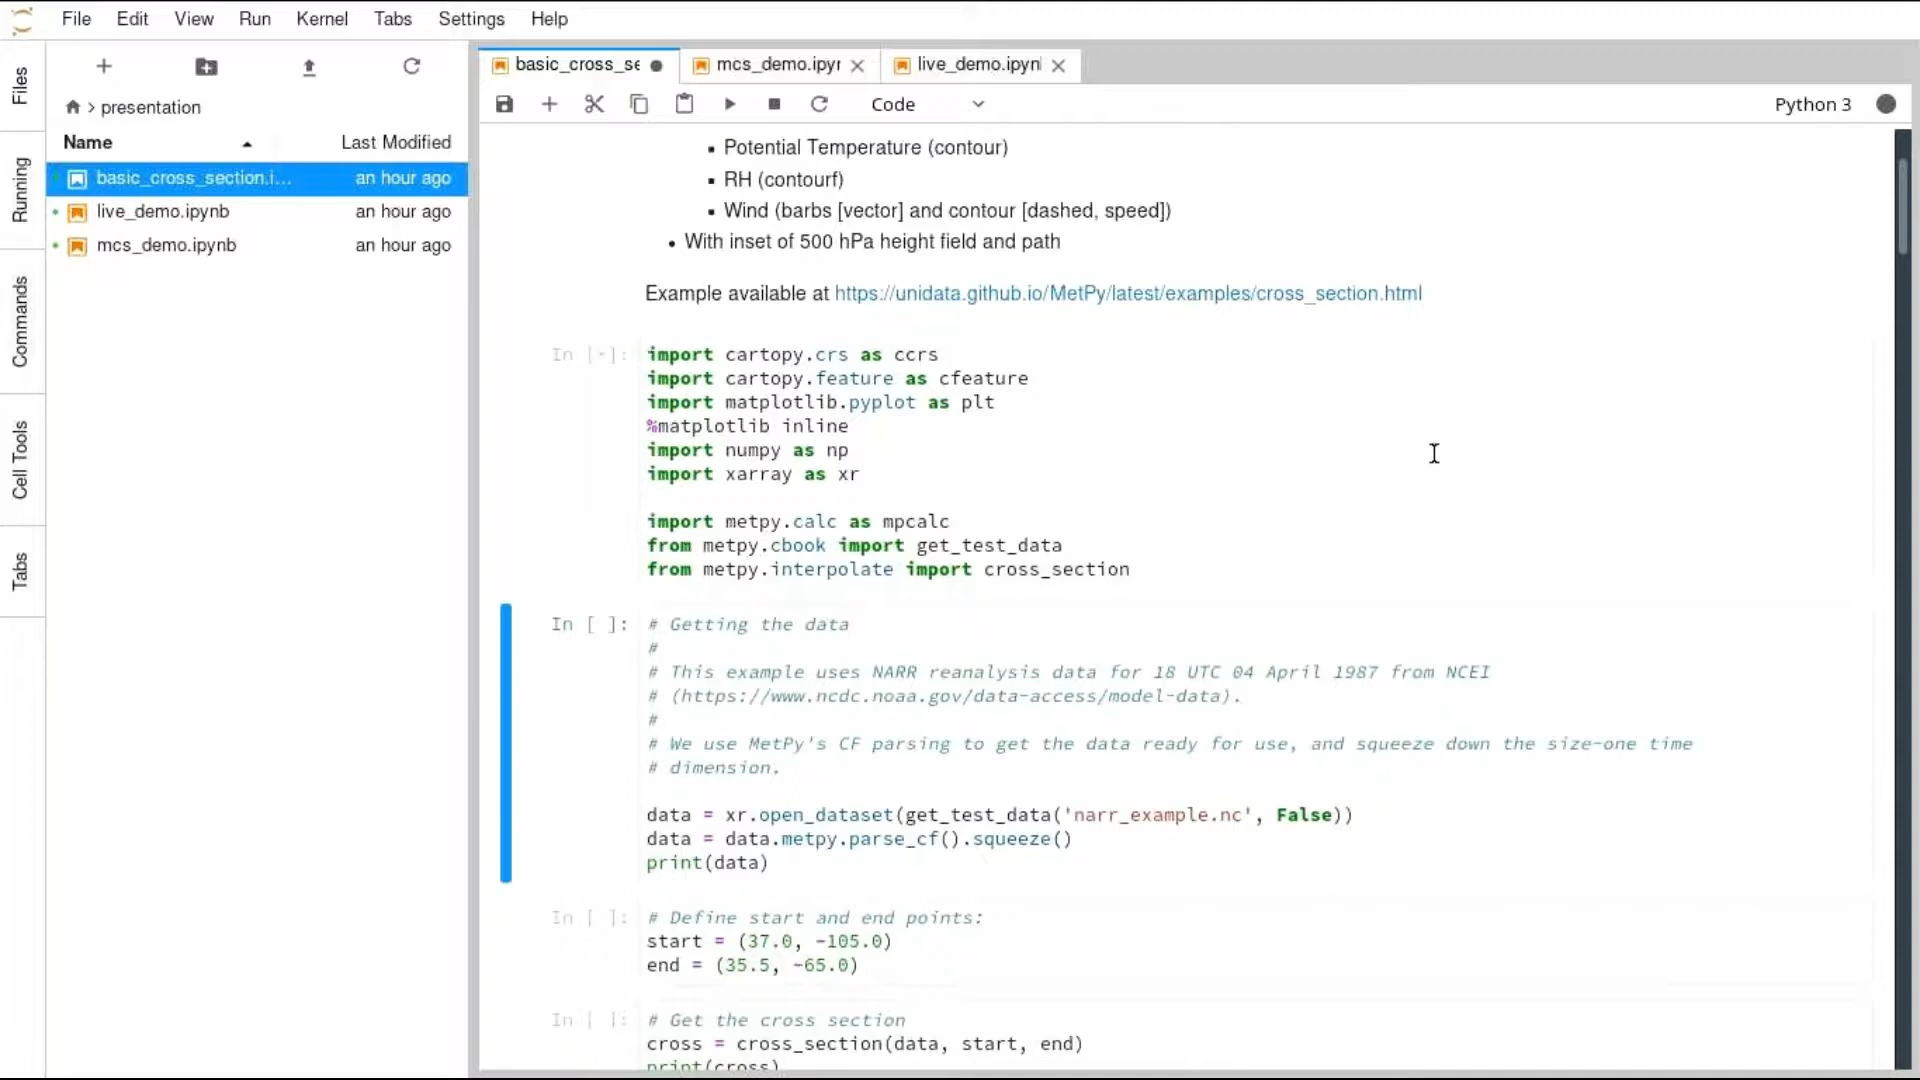 File Edit View Run Kernel Tabs Settings Help
Files
Running
Commands
Cell Tools
Tabs
presentation
Name Last Modified
basic_cross_section.i... an hour ago
live_demo.ipynb an hour ago
mcs_demo.ipynb an hour ago
basic_cross_se mcs_demo.ipyr live_demo.ipynl
Code Python 3
▪ Potential Temperature (contour)
▪ RH (contourf)
▪ Wind (barbs [vector] and contour [dashed, speed])
• With inset of 500 hPa height field and path
Example available at https://unidata.github.io/MetPy/latest/examples/cross_section.html
In [*]: import cartopy.crs as ccrs
import cartopy.feature as cfeature
import matplotlib.pyplot as plt
%matplotlib inline
import numpy as np
import xarray as xr
import metpy.calc as mpcalc
from metpy.cbook import get_test_data
from metpy.interpolate import cross_section
In [ ]: # Getting the data
#
# This example uses NARR reanalysis data for 18 UTC 04 April 1987 from NCEI
# (https://www.ncdc.noaa.gov/data-access/model-data).
#
# We use MetPy's CF parsing to get the data ready for use, and squeeze down the size-one time
# dimension.
data = xr.open_dataset(get_test_data('narr_example.nc', False))
data = data.metpy.parse_cf().squeeze()
print(data)
In [ ]: # Define start and end points:
start = (37.0, -105.0)
end = (35.5, -65.0)
In [ ]: # Get the cross section
cross = cross_section(data, start, end)
print(cross)